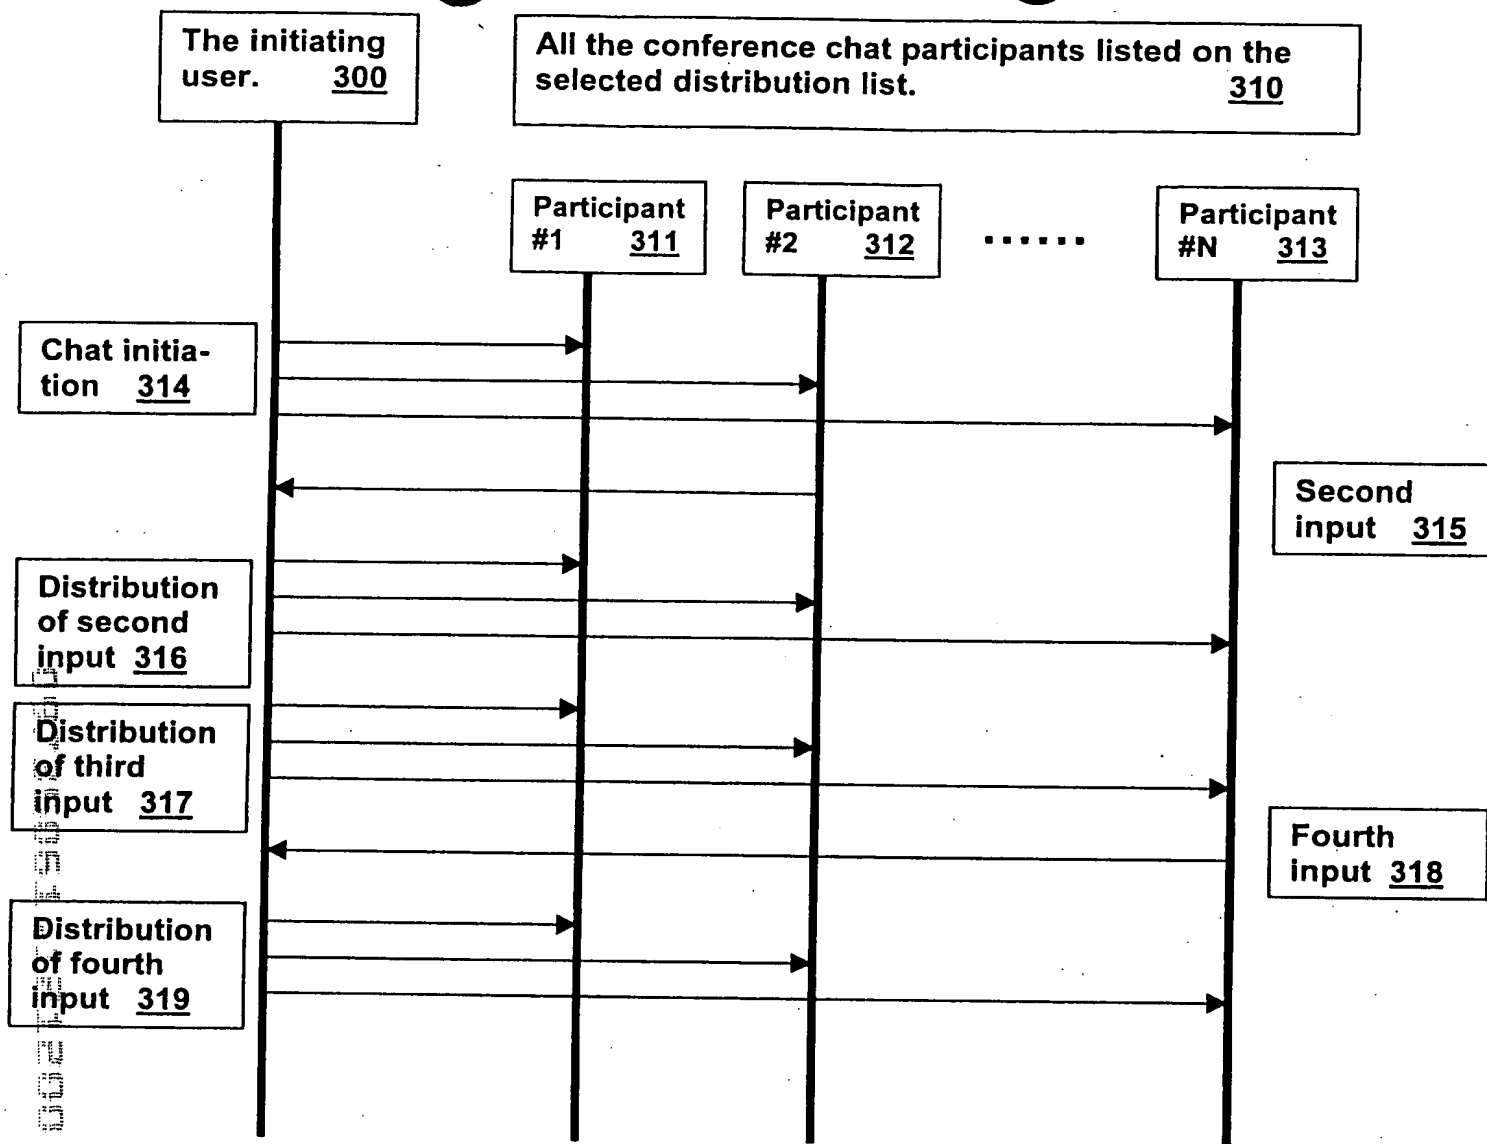 The initiating
user. 300
All the conference chat participants listed on the
selected distribution list. 310
Participant
#1 311
Participant
#2 312
......
Participant
#N 313
Chat initia-
tion 314
Second
input 315
Distribution
of second
input 316
Distribution
of third
input 317
Fourth
input 318
Distribution
of fourth
input 319